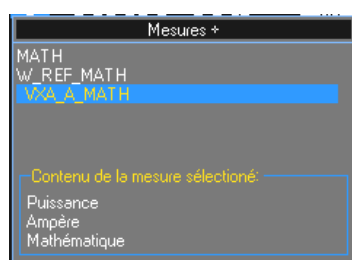 Mesures +
MATH
W_REF_MATH
VXA_A_MATH
Contenu de la mesure sélectioné:
Puissance
Ampère
Mathématique